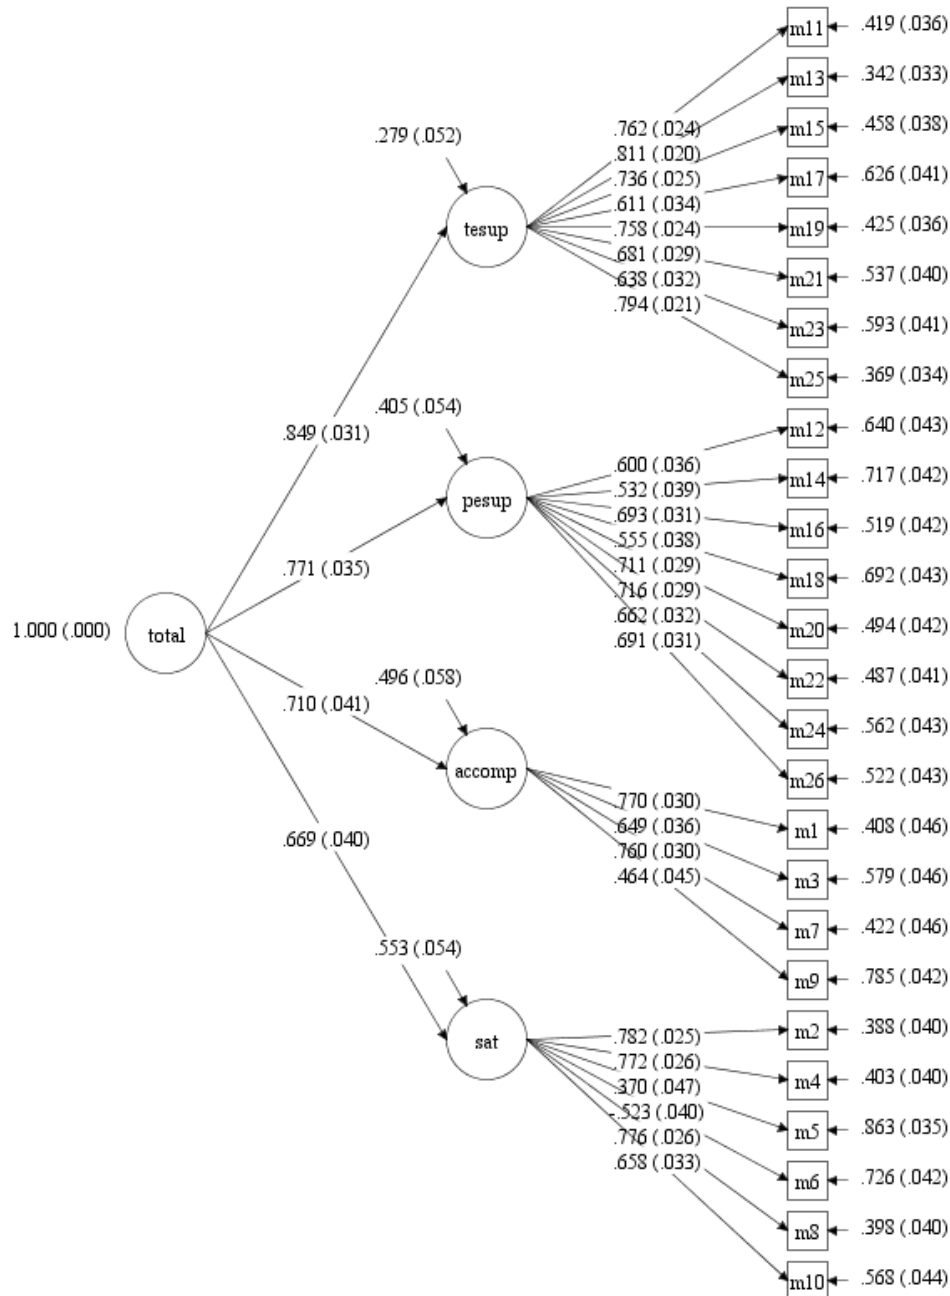 m11 .419 (.036)
m13 .342 (.033)
.762 (.024)
m15 .458 (.038)
.279 (.052)
.811 (.020)
.736 (.025)
m17 .626 (.041)
.611 (.034)
tesup
.758 (.024)
m19 .425 (.036)
.681 (.029)
m21 .537 (.040)
.638 (.032)
.794 (.021)
m23 .593 (.041)
m25 .369 (.034)
.405 (.054)
m12 .640 (.043)
.849 (.031)
.600 (.036)
m14 .717 (.042)
.532 (.039)
pesup
.693 (.031)
m16 .519 (.042)
.555 (.038)
.711 (.029)
.771 (.035)
m18 .692 (.043)
.716 (.029)
m20 .494 (.042)
.662 (.032)
1.000 (.000) total
.691 (.031)
m22 .487 (.041)
.496 (.058)
.710 (.041)
m24 .562 (.043)
accomp
m26 .522 (.043)
.770 (.030)
m1 .408 (.046)
.669 (.040)
.649 (.036)
.760 (.030)
m3 .579 (.046)
.464 (.045)
m7 .422 (.046)
.553 (.054)
m9 .785 (.042)
m2 .388 (.040)
sat
.782 (.025)
.772 (.026)
m4 .403 (.040)
.370 (.047)
-.523 (.040)
m5 .863 (.035)
.776 (.026)
.658 (.033)
m6 .726 (.042)
m8 .398 (.040)
m10 .568 (.044)